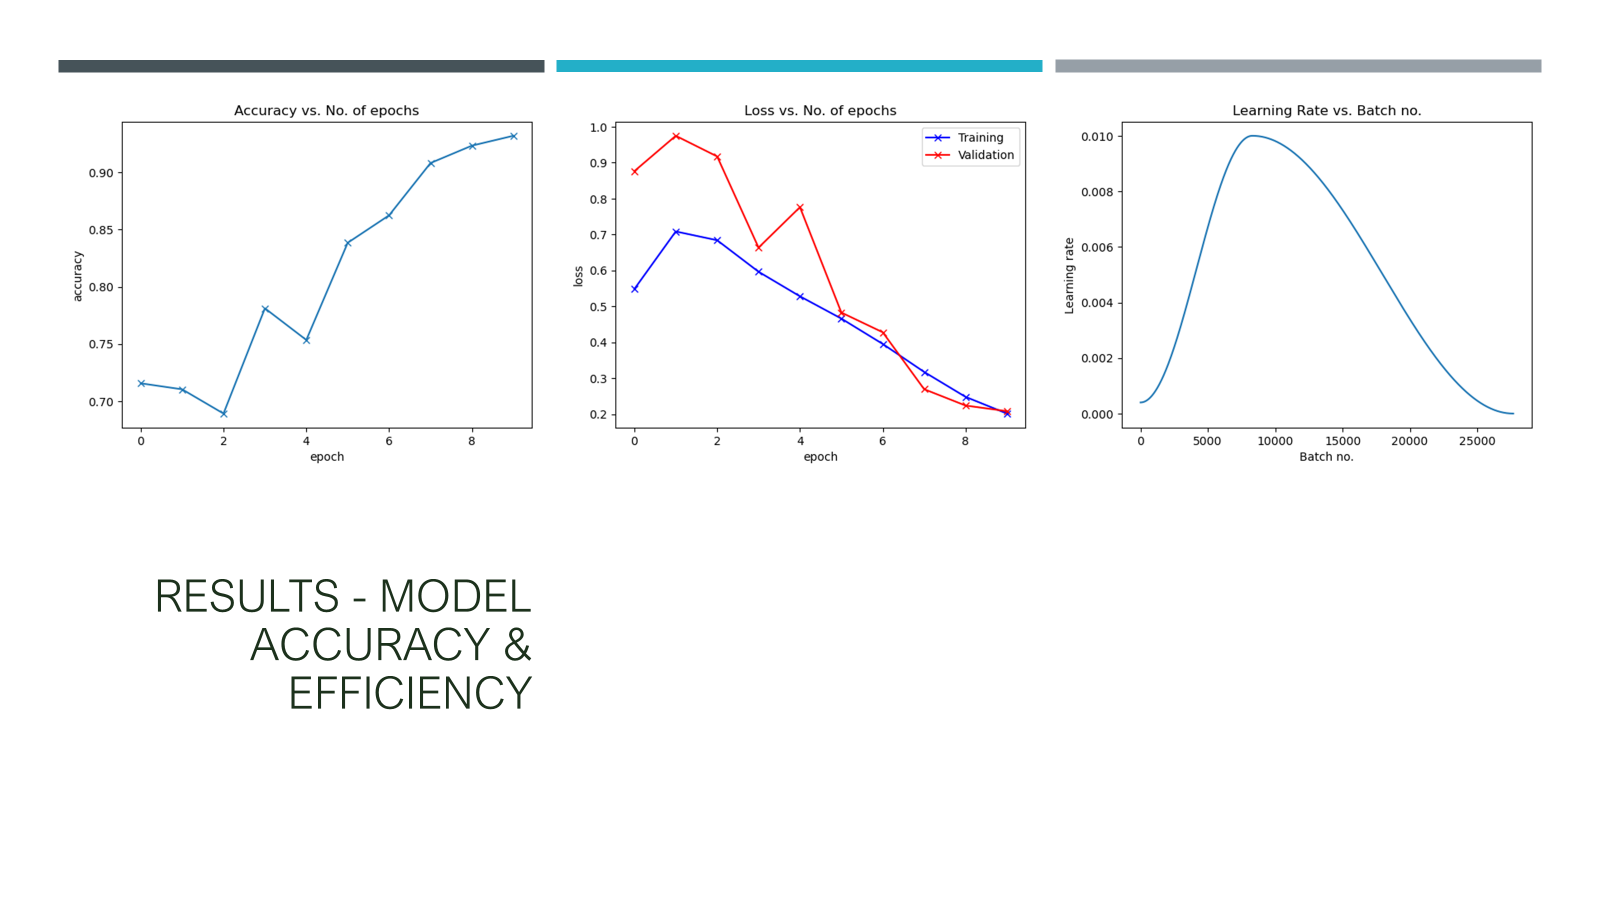 Accuracy vs. No. of epochs
0.90
0.85
0.80
0.75
0.70
accuracy
0 2 4 6 8
epoch
Loss vs. No. of epochs
Training
Validation
1.0
0.9
0.8
0.7
0.6
0.5
0.4
0.3
0.2
loss
0 2 4 6 8
epoch
Learning Rate vs. Batch no.
0.010
0.008
0.006
0.004
0.002
0.000
Learning rate
0 5000 10000 15000 20000 25000
Batch no.
RESULTS - MODEL
ACCURACY &
EFFICIENCY